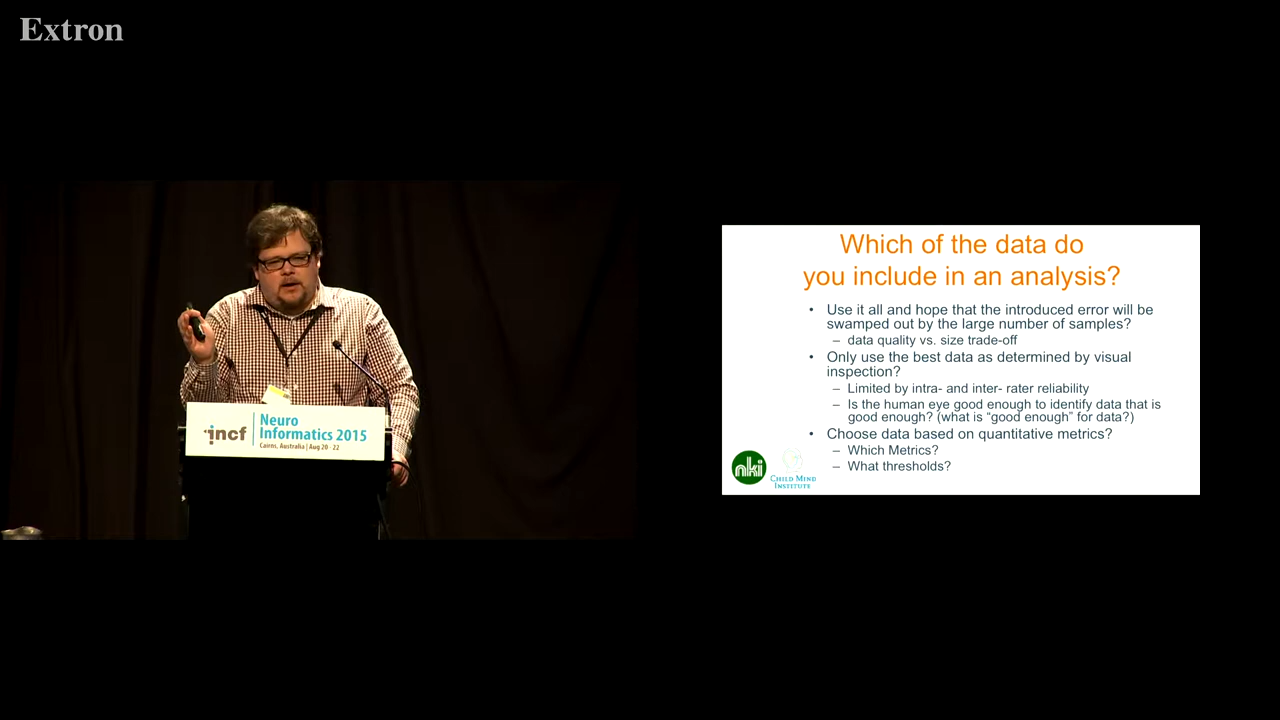 Extron
incf
Neuro
Informatics 2015
Cairns, Australia | Aug 20 - 22
Which of the data do
you include in an analysis?
• Use it all and hope that the introduced error will be
swamped out by the large number of samples?
– data quality vs. size trade-off
• Only use the best data as determined by visual
inspection?
– Limited by intra- and inter- rater reliability
– Is the human eye good enough to identify data that is
good enough? (what is “good enough” for data?)
• Choose data based on quantitative metrics?
– Which Metrics?
– What thresholds?
nki
CHILD MIND
INSTITUTE